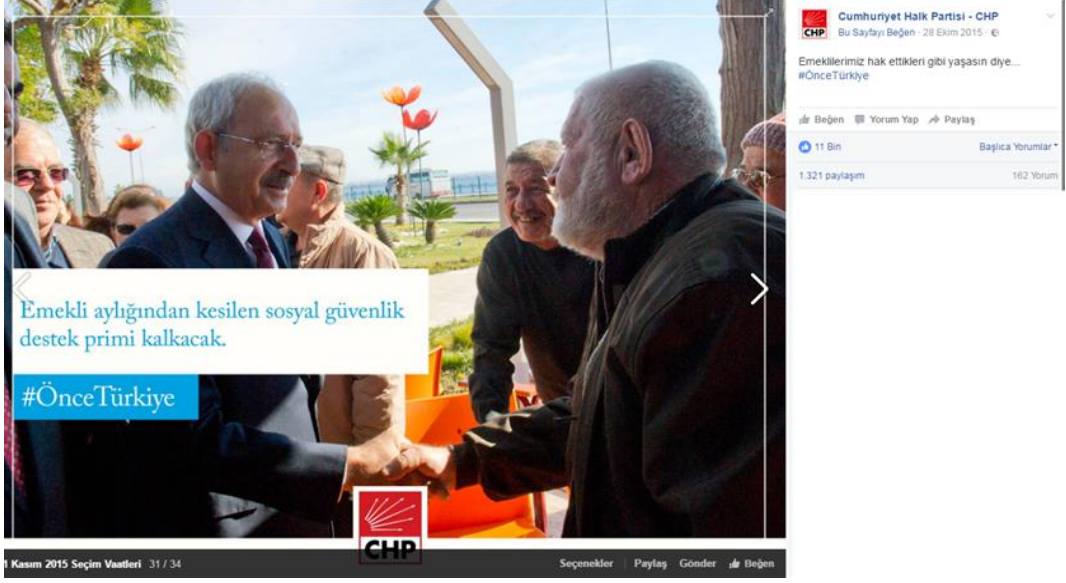 Emekli aylığından kesilen sosyal güvenlik
destek primi kalkacak.
#ÖnceTürkiye
CHP
1 Kasım 2015 Seçim Vaatleri 31 / 34
Seçenekler Paylaş Gönder Beğen
CHP
Cumhuriyet Halk Partisi - CHP
Bu Sayfayı Beğen · 28 Ekim 2015 ·
Emeklilerimiz hak ettikleri gibi yaşasın diye...
#ÖnceTürkiye
Beğen Yorum Yap Paylaş
11 Bin Başlıca Yorumlar
1.321 paylaşım 162 Yorum